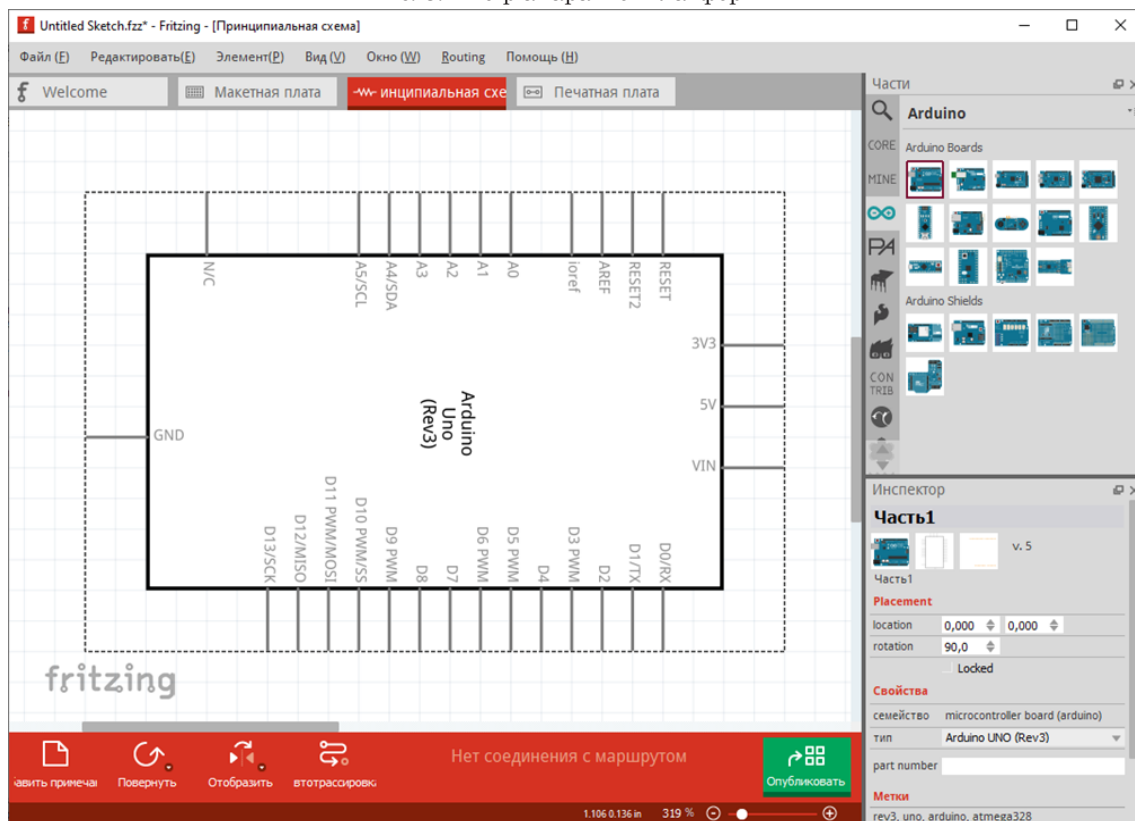 Untitled Sketch.fzz* - Fritzing - [Принципиальная схема]
Файл (F) Редактировать(E) Элемент(P) Вид (V) Окно (W) Routing Помощь (H)
Welcome
Макетная плата
инципиальная схе
Печатная плата
N/C
A5/SCL
A4/SDA
A3
A2
A1
A0
ioref
AREF
RESET2
RESET
3V3
5V
VIN
GND
Arduino
Uno
(Rev3)
D13/SCK
D12/MISO
D11 PWM/MOSI
D10 PWM/SS
D9 PWM
D8
D7
D6 PWM
D5 PWM
D4
D3 PWM
D2
D1/TX
D0/RX
fritzing
Части
Arduino
CORE
MINE
PA
CON
TRIB
Arduino Boards
Arduino Shields
Инспектор
Часть1
v. 5
Часть1
Placement
location 0,000 0,000
rotation 90,0
Locked
Свойства
семейство microcontroller board (arduino)
тип Arduino UNO (Rev3)
part number
Метки
rev3, uno, arduino, atmega328
авить примечан
Повернуть
Отобразить
втотрассировк
Нет соединения с маршрутом
Опубликовать
1.106 0.136 in 319 %